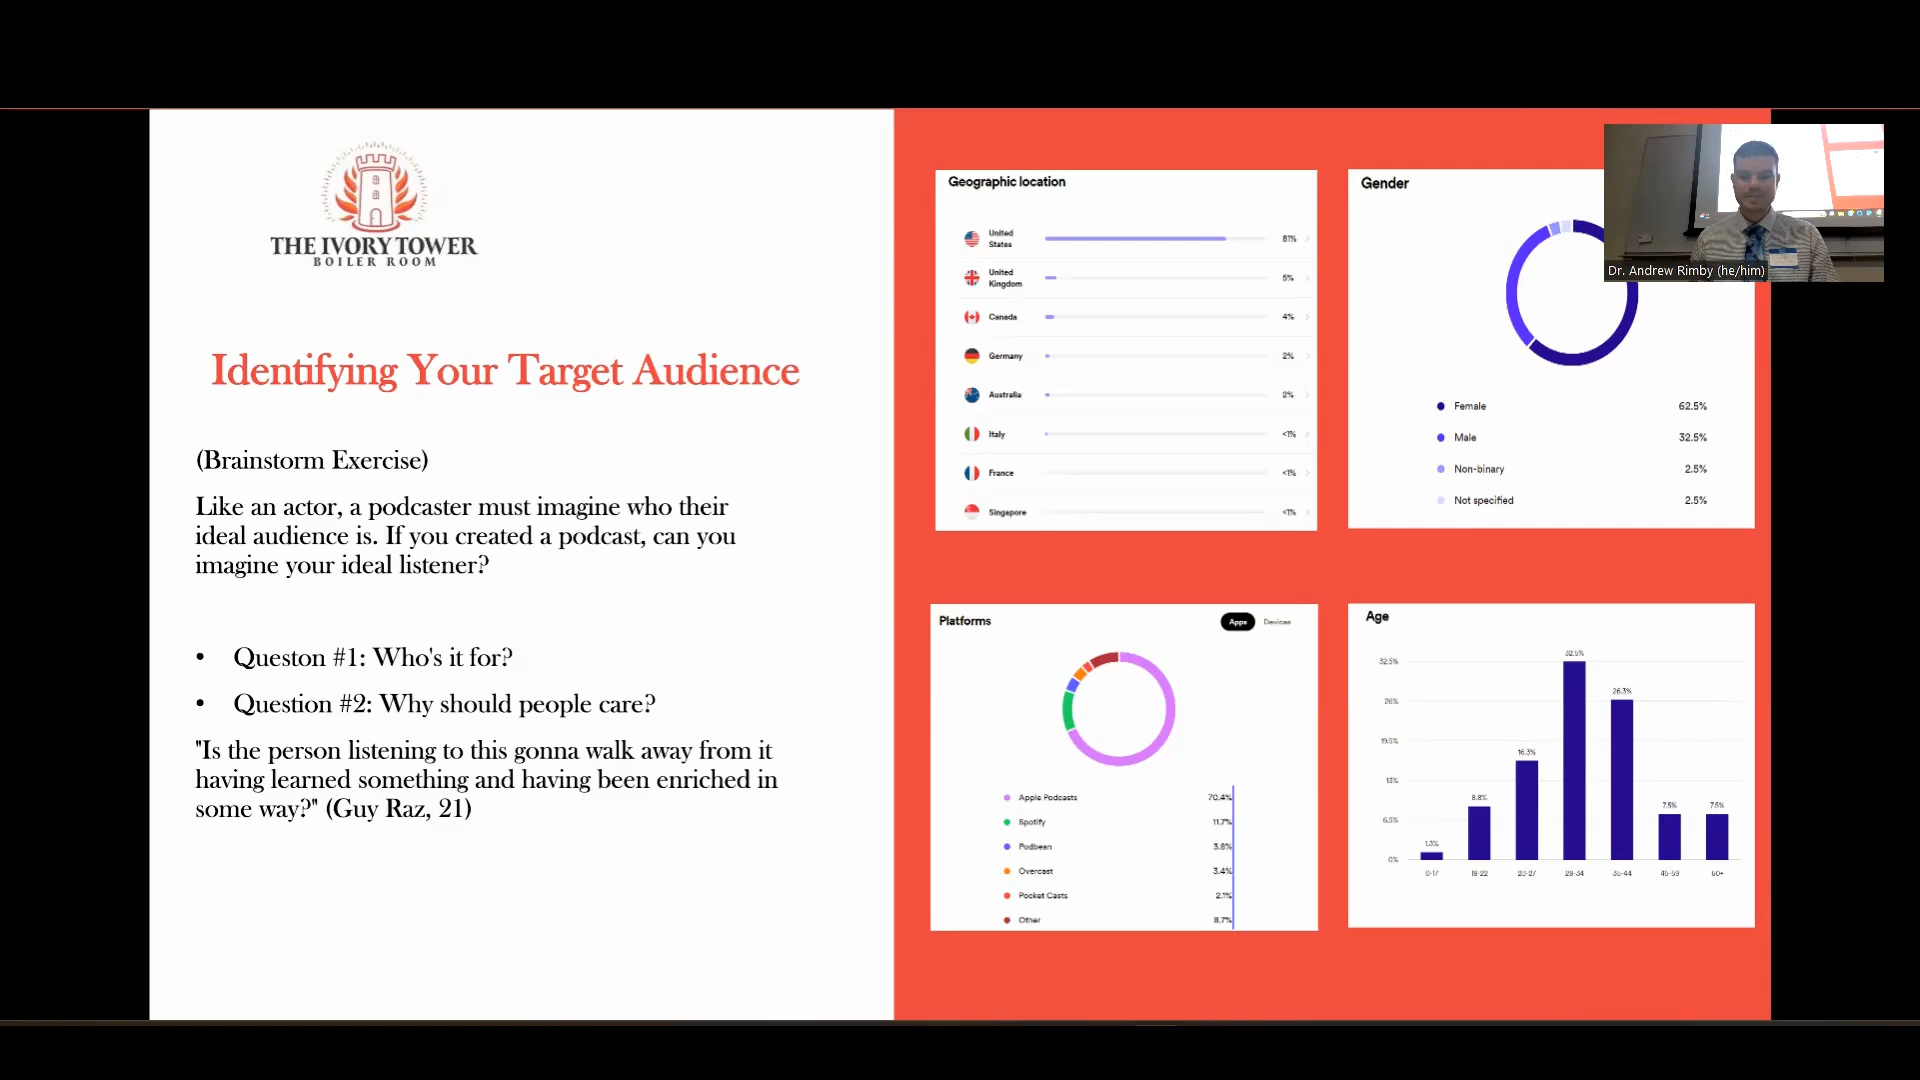 THE IVORY TOWER
BOILER ROOM
Identifying Your Target Audience
(Brainstorm Exercise)
Like an actor, a podcaster must imagine who their
ideal audience is. If you created a podcast, can you
imagine your ideal listener?
• Queston #1: Who's it for?
• Question #2: Why should people care?
"Is the person listening to this gonna walk away from it
having learned something and having been enriched in
some way?" (Guy Raz, 21)
Geographic location
United
States
81%
United
Kingdom
5%
Canada 4%
Germany 2%
Australia 2%
Italy <1%
France <1%
Singapore <1%
Gender
Female 62.5%
Male 32.5%
Non-binary 2.5%
Not specified 2.5%
Dr. Andrew Rimby (he/him)
Platforms
Apps Devices
Apple Podcasts 70.4%
Spotify 11.7%
Podbean 3.8%
Overcast 3.4%
Pocket Casts 2.1%
Other 8.7%
Age
32.5%
26%
19.5%
13%
6.5%
0%
1.3%
8.8%
16.3%
32.5%
26.3%
7.5%
7.5%
0-17 18-22 23-27 28-34 35-44 45-59 60+